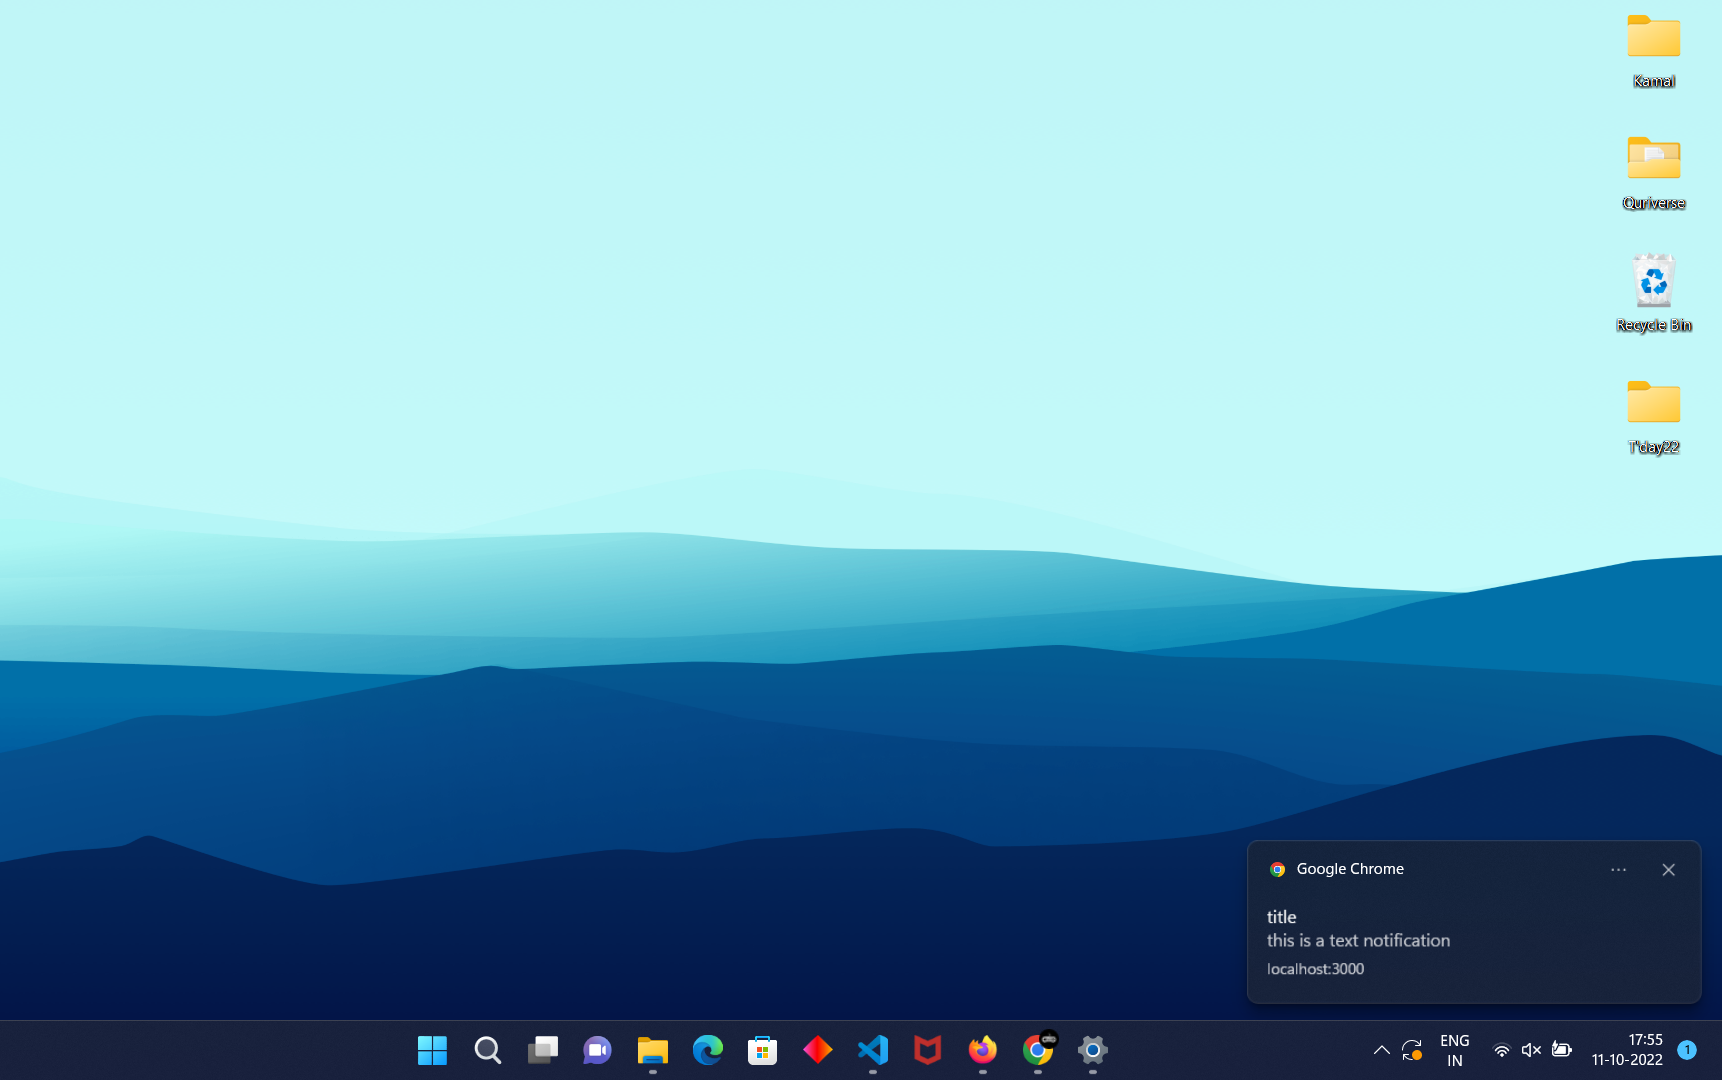 Kamal
Quriverse
Recycle Bin
T'day22
Google Chrome
title
this is a text notification
localhost:3000
ENG
IN
17:55
11-10-2022
1